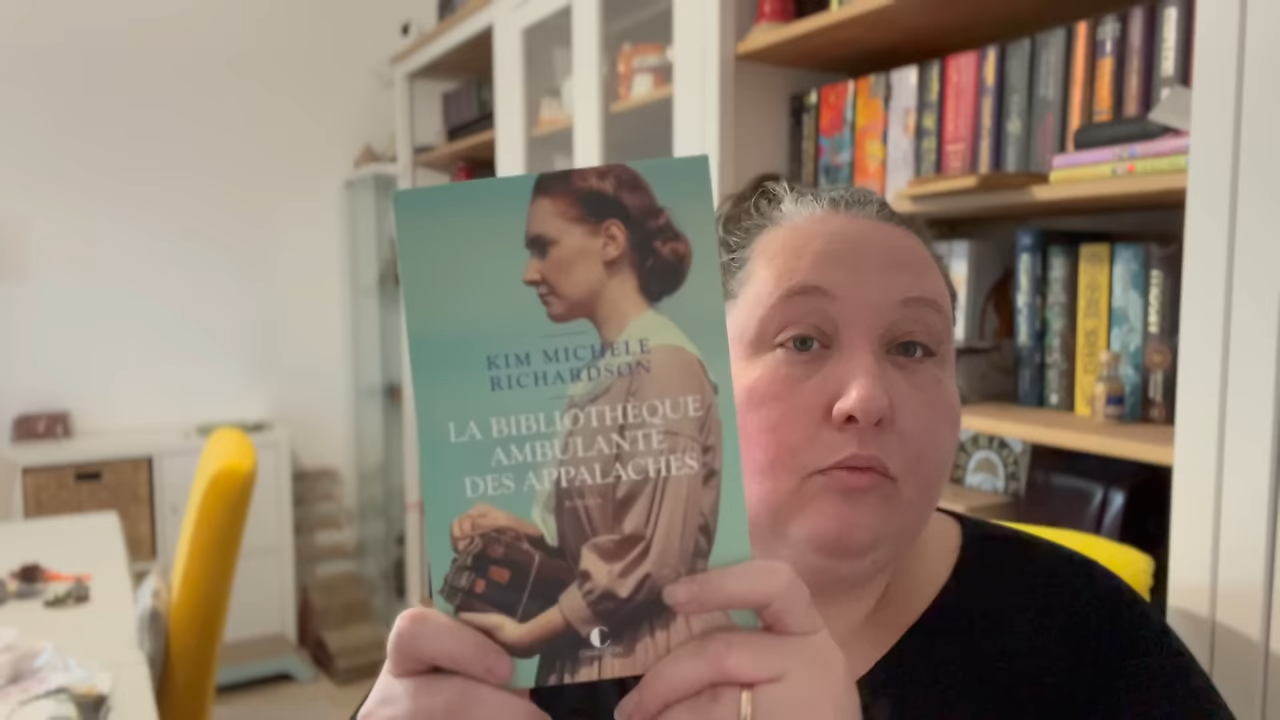 KIM MICHELE
RICHARDSON
LA BIBLIOTHÈQUE
AMBULANTE
DES APPALACHES